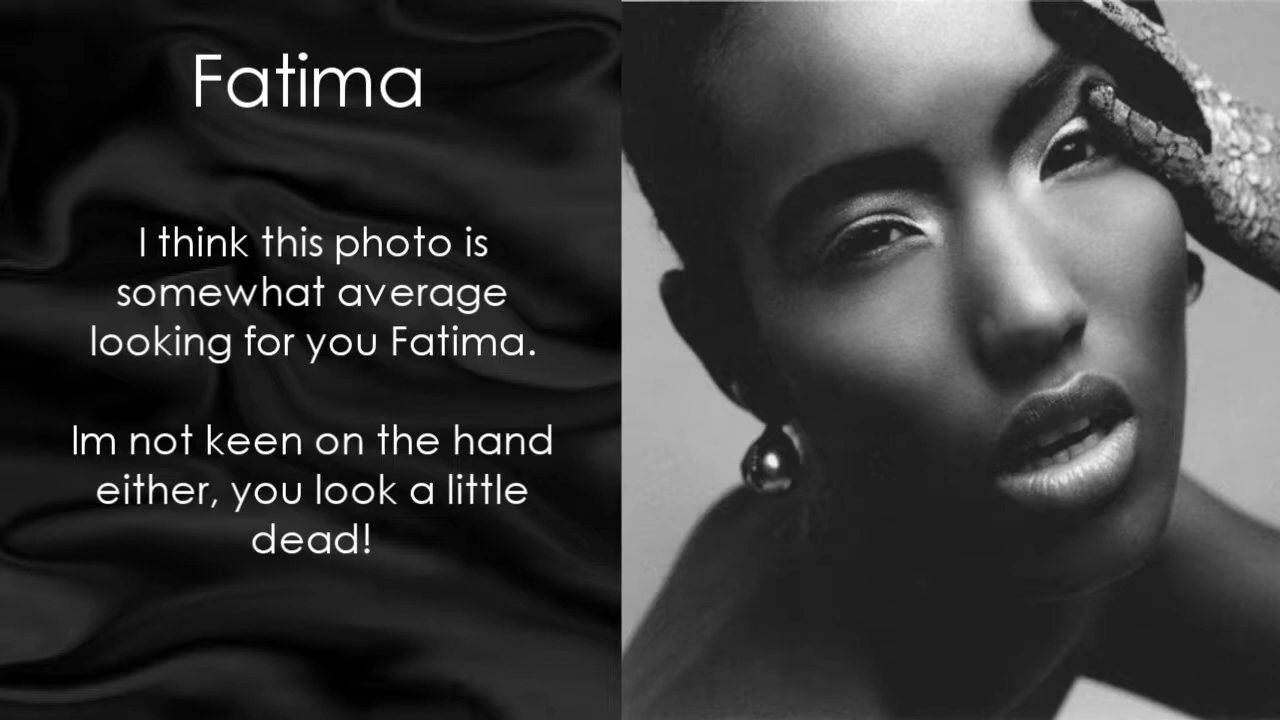 Fatima
I think this photo is
somewhat average
looking for you Fatima.
Im not keen on the hand
either, you look a little
dead!